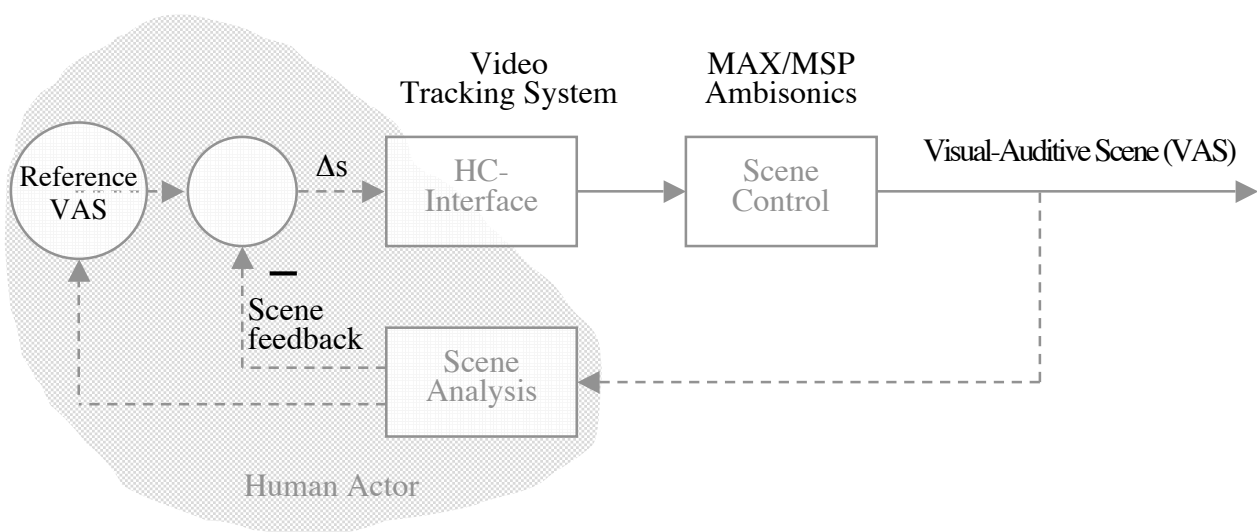 Video
Tracking System
MAX/MSP
Ambisonics
Reference
VAS
Δs
HC-
Interface
Scene
Control
Visual-Auditive Scene (VAS)
–
Scene
feedback
Scene
Analysis
Human Actor